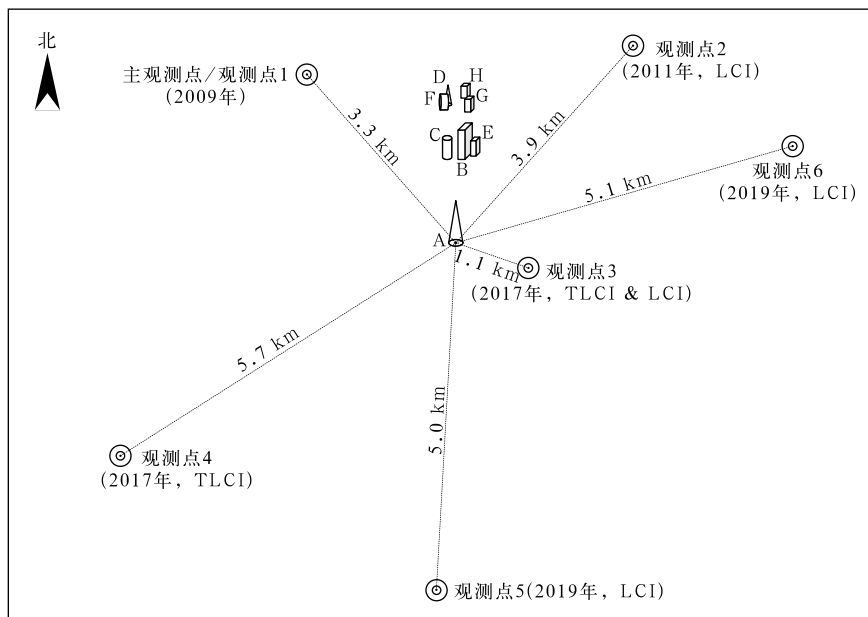 北
主观测点/观测点1
(2009年)
观测点2
(2011年, LCI)
D
H
F
G
C
E
B
3.3 km
3.9 km
观测点6
(2019年, LCI)
5.1 km
A
1.1 km
观测点3
(2017年, TLCI & LCI)
5.7 km
5.0 km
观测点4
(2017年, TLCI)
观测点5(2019年, LCI)